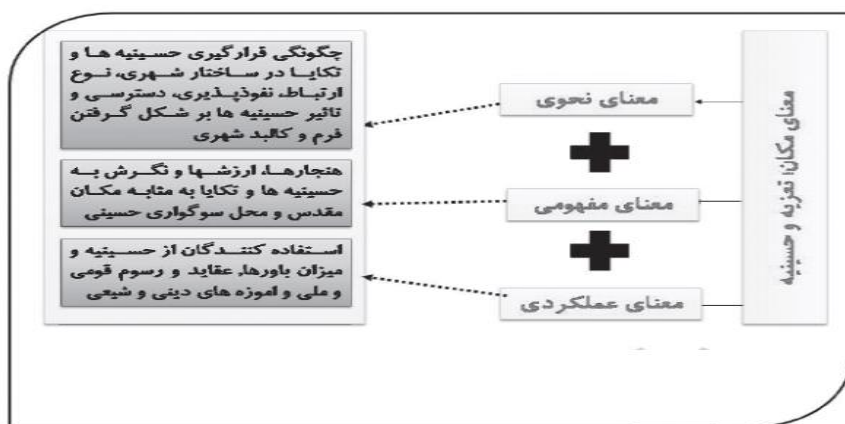 معنای مکان؛ تعزیه و حسینیه
معنای نحوی
معنای مفهومی
معنای عملکردی
چگونگی قرارگیری حسینیه ها و
تکایا در ساختار شهری، نوع
ارتباط، نفوذپذیری، دسترسی و
تاثیر حسینیه ها بر شکل گرفتن
فرم و کالبد شهری
هنجارها، ارزشها و نگرش به
حسینیه ها و تکایا به مثابه مکان
مقدس و محل سوگواری حسینی
استفاده کنندگان از حسینیه و
میزان باورها، عقاید و رسوم قومی
و ملی و اموزه های دینی و شیعی